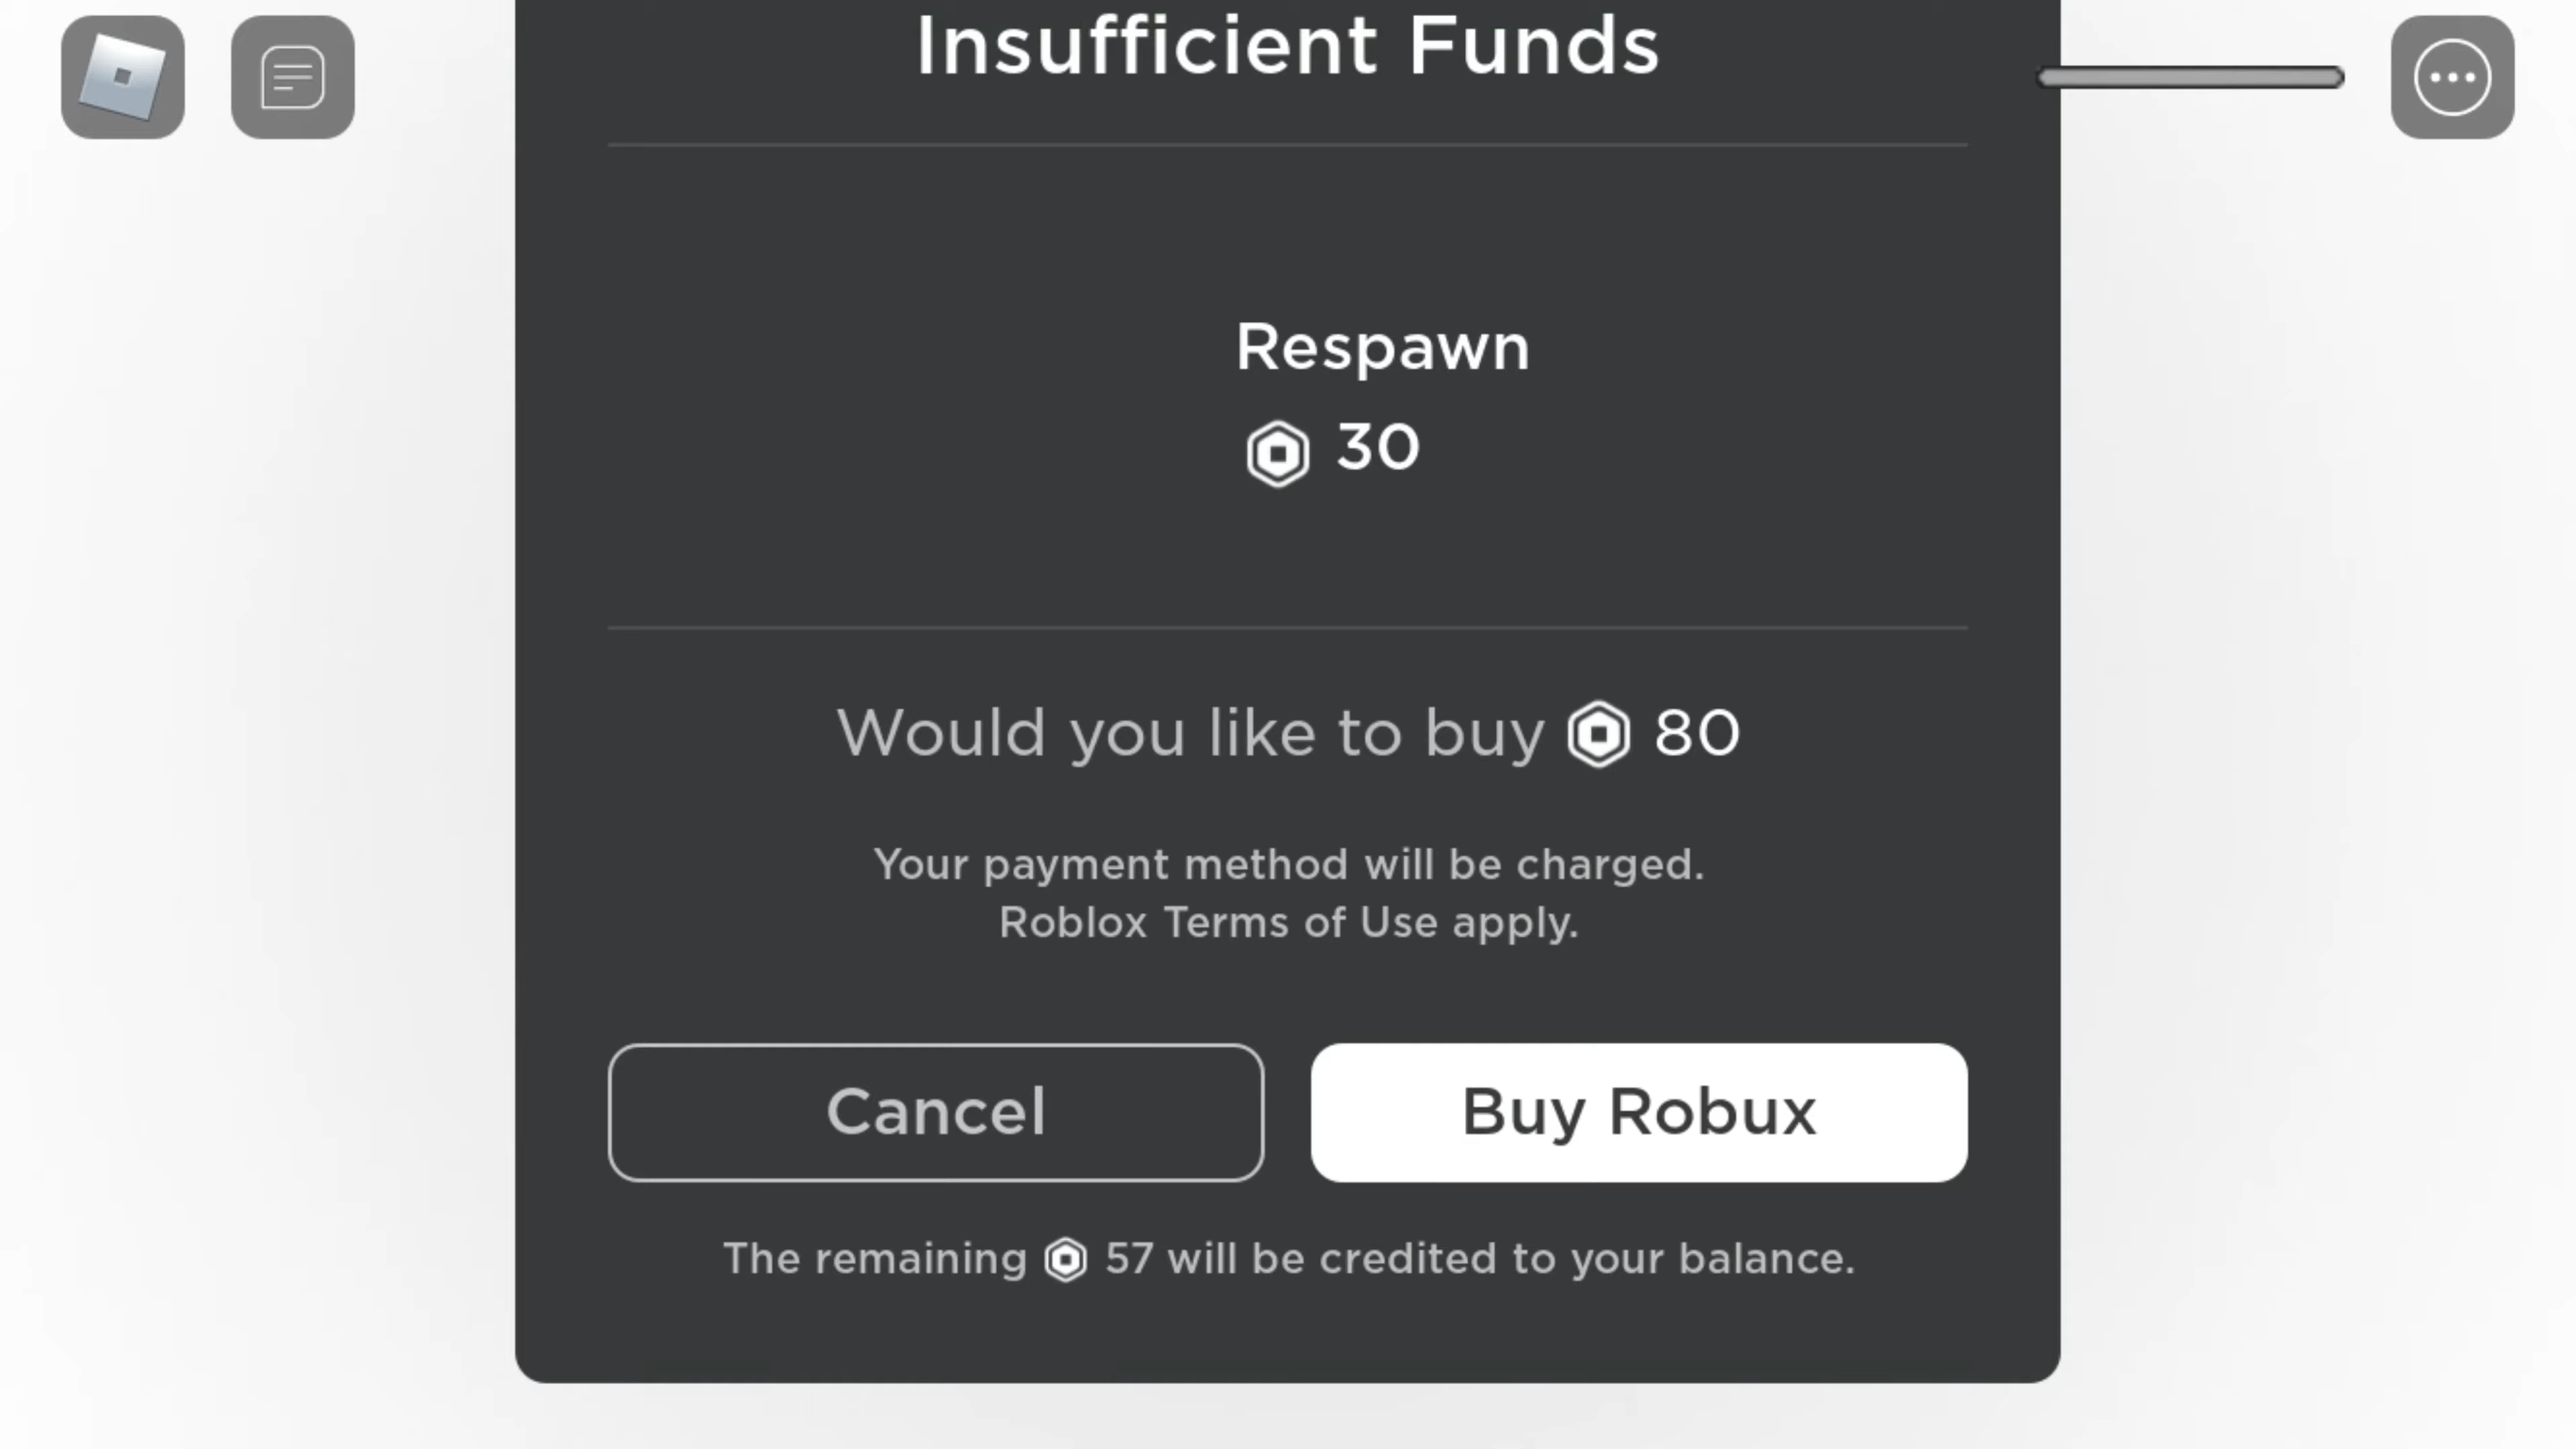 Insufficient Funds
Respawn
30
Would you like to buy 80
Your payment method will be charged.
Roblox Terms of Use apply.
Cancel
Buy Robux
The remaining 57 will be credited to your balance.